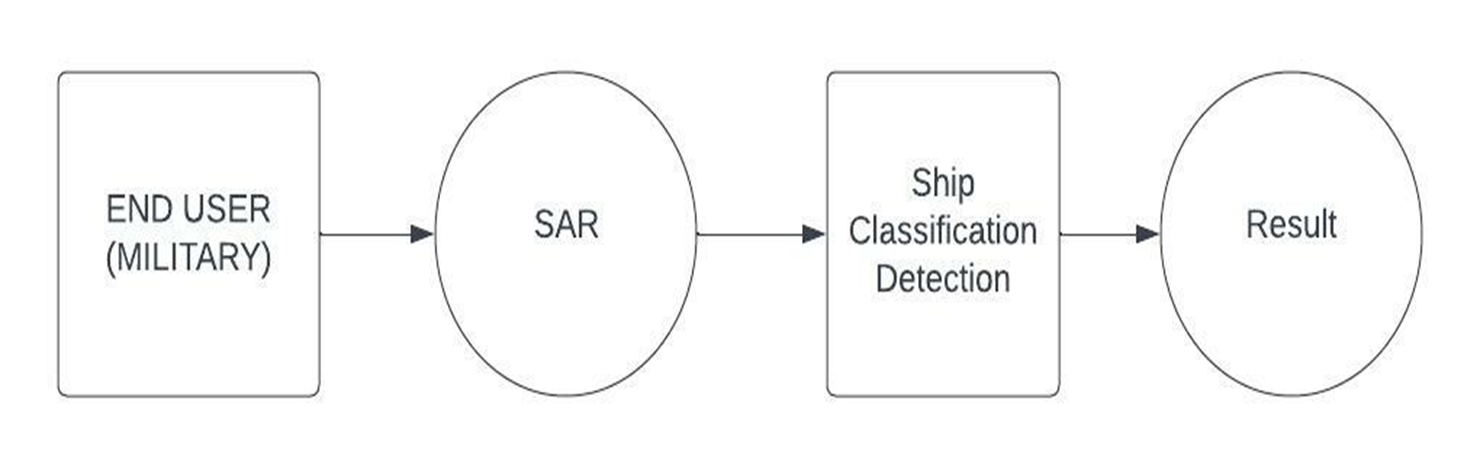 END USER
(MILITARY)
SAR
Ship
Classification
Detection
Result